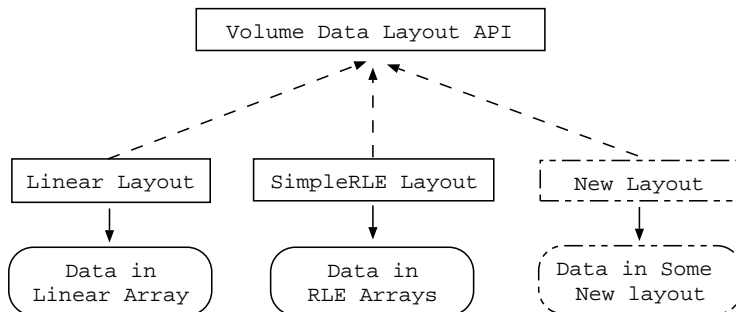 Volume Data Layout API
Linear Layout
SimpleRLE Layout
New Layout
Data in
Linear Array
Data in
RLE Arrays
Data in Some
New layout